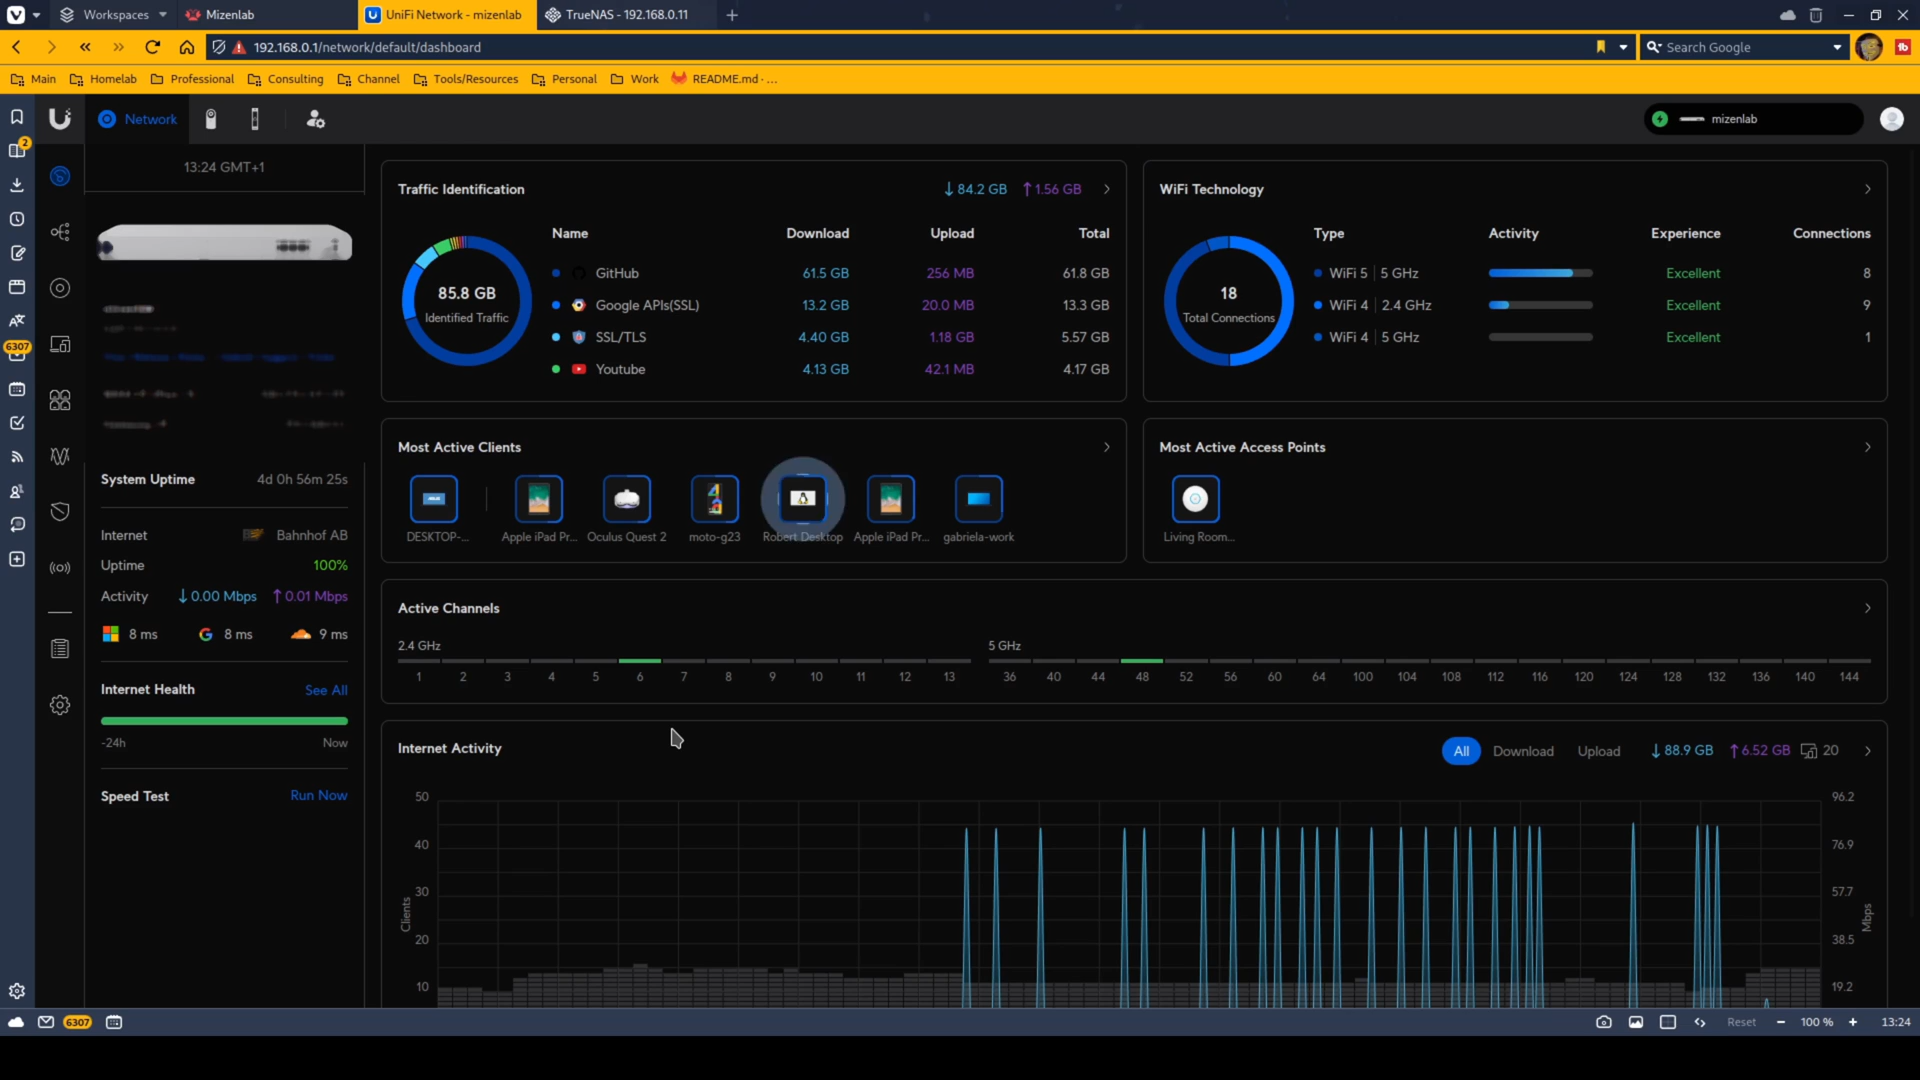 Workspaces
Mizenlab
UniFi Network - mizenlab
TrueNAS - 192.168.0.11
192.168.0.1/network/default/dashboard
Search Google
Main
Homelab
Professional
Consulting
Channel
Tools/Resources
Personal
Work
README.md · ...
2
6307
Network
mizenlab
13:24 GMT+1
System Uptime 4d 0h 56m 25s
Internet Bahnhof AB
Uptime 100%
Activity ↓0.00 Mbps ↑0.01 Mbps
8 ms 8 ms 9 ms
Internet Health See All
-24h Now
Speed Test Run Now
Traffic Identification ↓84.2 GB ↑1.56 GB
85.8 GB
Identified Traffic
Name Download Upload Total
GitHub 61.5 GB 256 MB 61.8 GB
Google APIs(SSL) 13.2 GB 20.0 MB 13.3 GB
SSL/TLS 4.40 GB 1.18 GB 5.57 GB
Youtube 4.13 GB 42.1 MB 4.17 GB
WiFi Technology
18
Total Connections
Type Activity Experience Connections
WiFi 5 | 5 GHz Excellent 8
WiFi 4 | 2.4 GHz Excellent 9
WiFi 4 | 5 GHz Excellent 1
Most Active Clients
DESKTOP-... Apple iPad Pr... Oculus Quest 2 moto-g23 Robert Desktop Apple iPad Pr... gabriela-work
Most Active Access Points
Living Room...
Active Channels
2.4 GHz
1 2 3 4 5 6 7 8 9 10 11 12 13
5 GHz
36 40 44 48 52 56 60 64 100 104 108 112 116 120 124 128 132 136 140 144
Internet Activity
All Download Upload ↓88.9 GB ↑6.52 GB 20
50
40
30
20
10
Clients
96.2
76.9
57.7
38.5
19.2
Mbps
6307
Reset
100 %
13:24